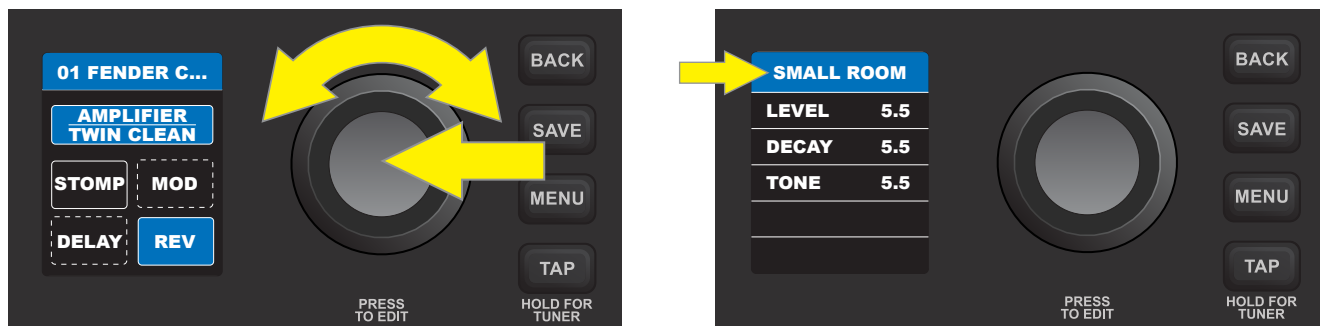 01 FENDER C...
AMPLIFIER
TWIN CLEAN
STOMP MOD
DELAY REV
PRESS
TO EDIT
BACK
SAVE
MENU
TAP
HOLD FOR
TUNER
SMALL ROOM
LEVEL 5.5
DECAY 5.5
TONE 5.5
PRESS
TO EDIT
BACK
SAVE
MENU
TAP
HOLD FOR
TUNER